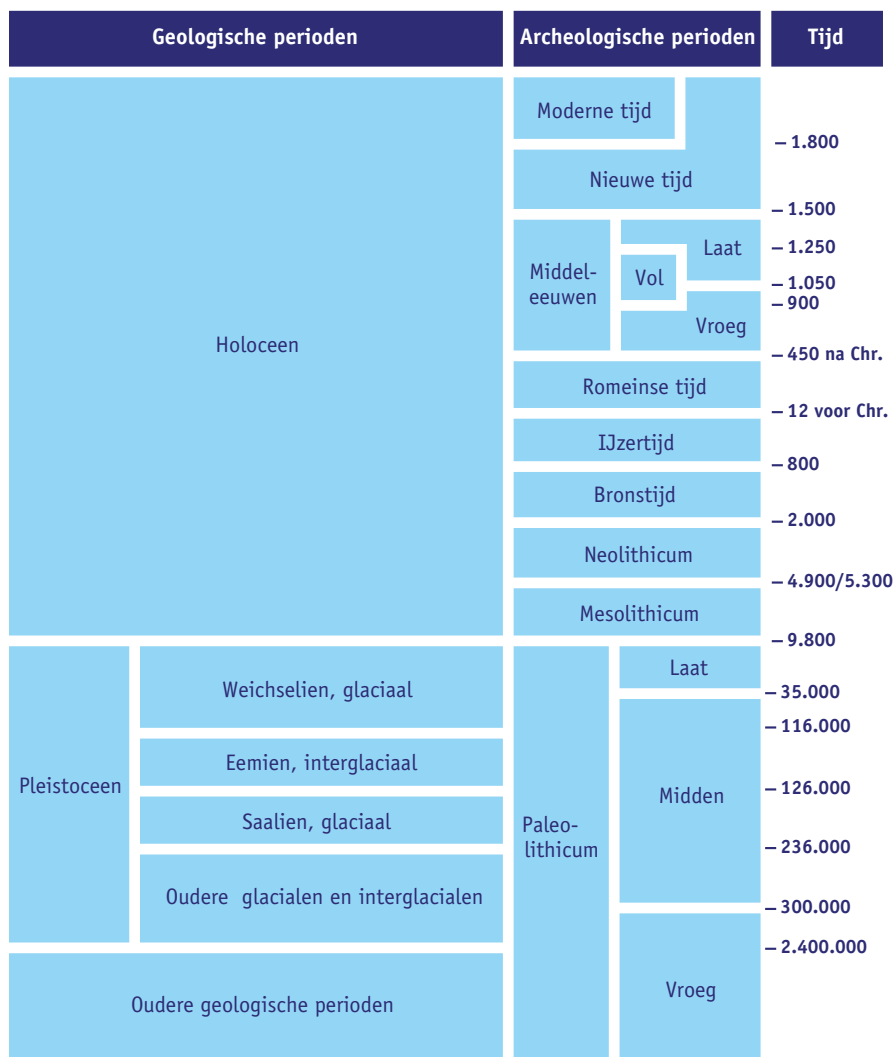 Geologische perioden
Archeologische perioden
Tijd
Moderne tijd
– 1.800
Nieuwe tijd
– 1.500
Middel-
eeuwen
Laat
– 1.250
Vol
– 1.050
– 900
Vroeg
– 450 na Chr.
Holoceen
Romeinse tijd
– 12 voor Chr.
IJzertijd
– 800
Bronstijd
– 2.000
Neolithicum
– 4.900/5.300
Mesolithicum
– 9.800
Pleistoceen
Weichselien, glaciaal
Laat
– 35.000
– 116.000
Eemien, interglaciaal
– 126.000
Saalien, glaciaal
Paleo-
lithicum
Midden
– 236.000
Oudere glacialen en interglacialen
– 300.000
– 2.400.000
Oudere geologische perioden
Vroeg